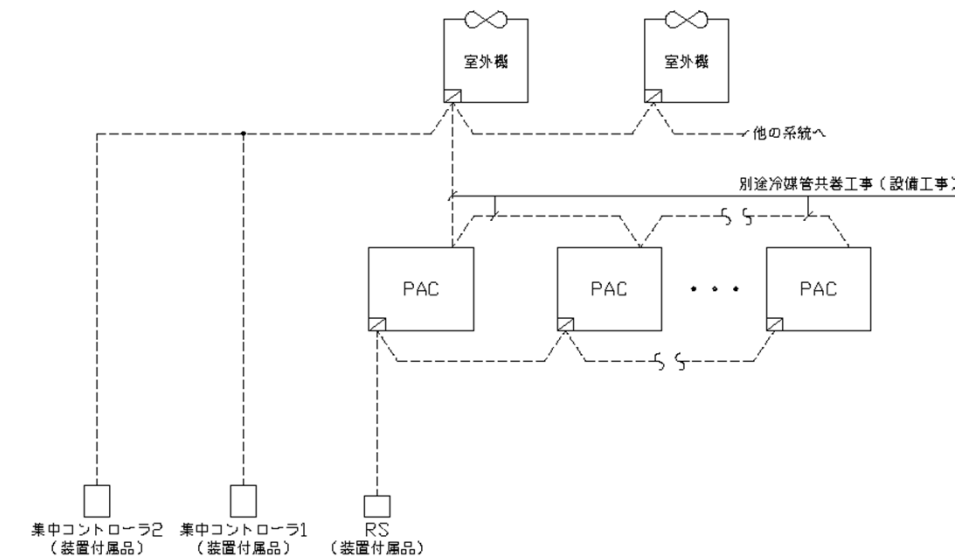 室外機
室外機
他の系統へ
別途冷媒管共巻工事(設備工事)
PAC
PAC
・・・
PAC
集中コントローラ2
(装置付属品)
集中コントローラ1
(装置付属品)
RS
(装置付属品)